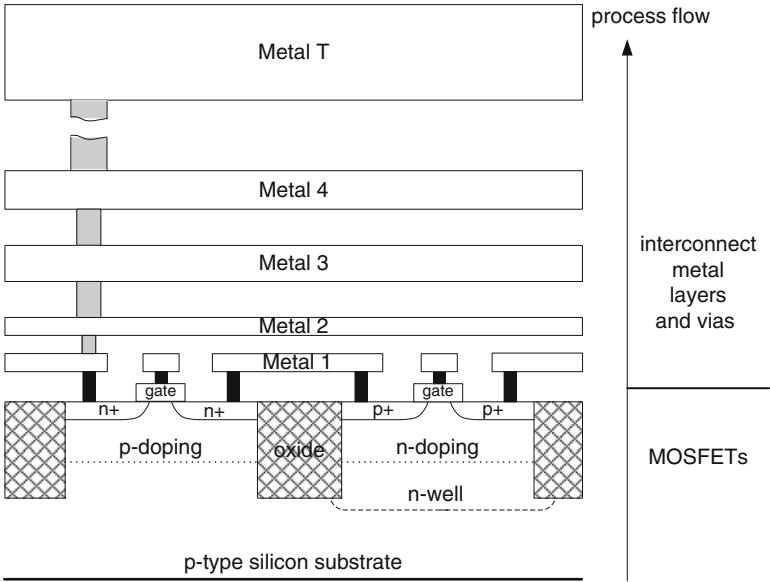 process flow
Metal T
Metal 4
interconnect
metal
layers
and vias
Metal 3
Metal 2
Metal 1
gate
gate
n+
n+
p+
p+
p-doping
oxide
n-doping
MOSFETs
n-well
p-type silicon substrate